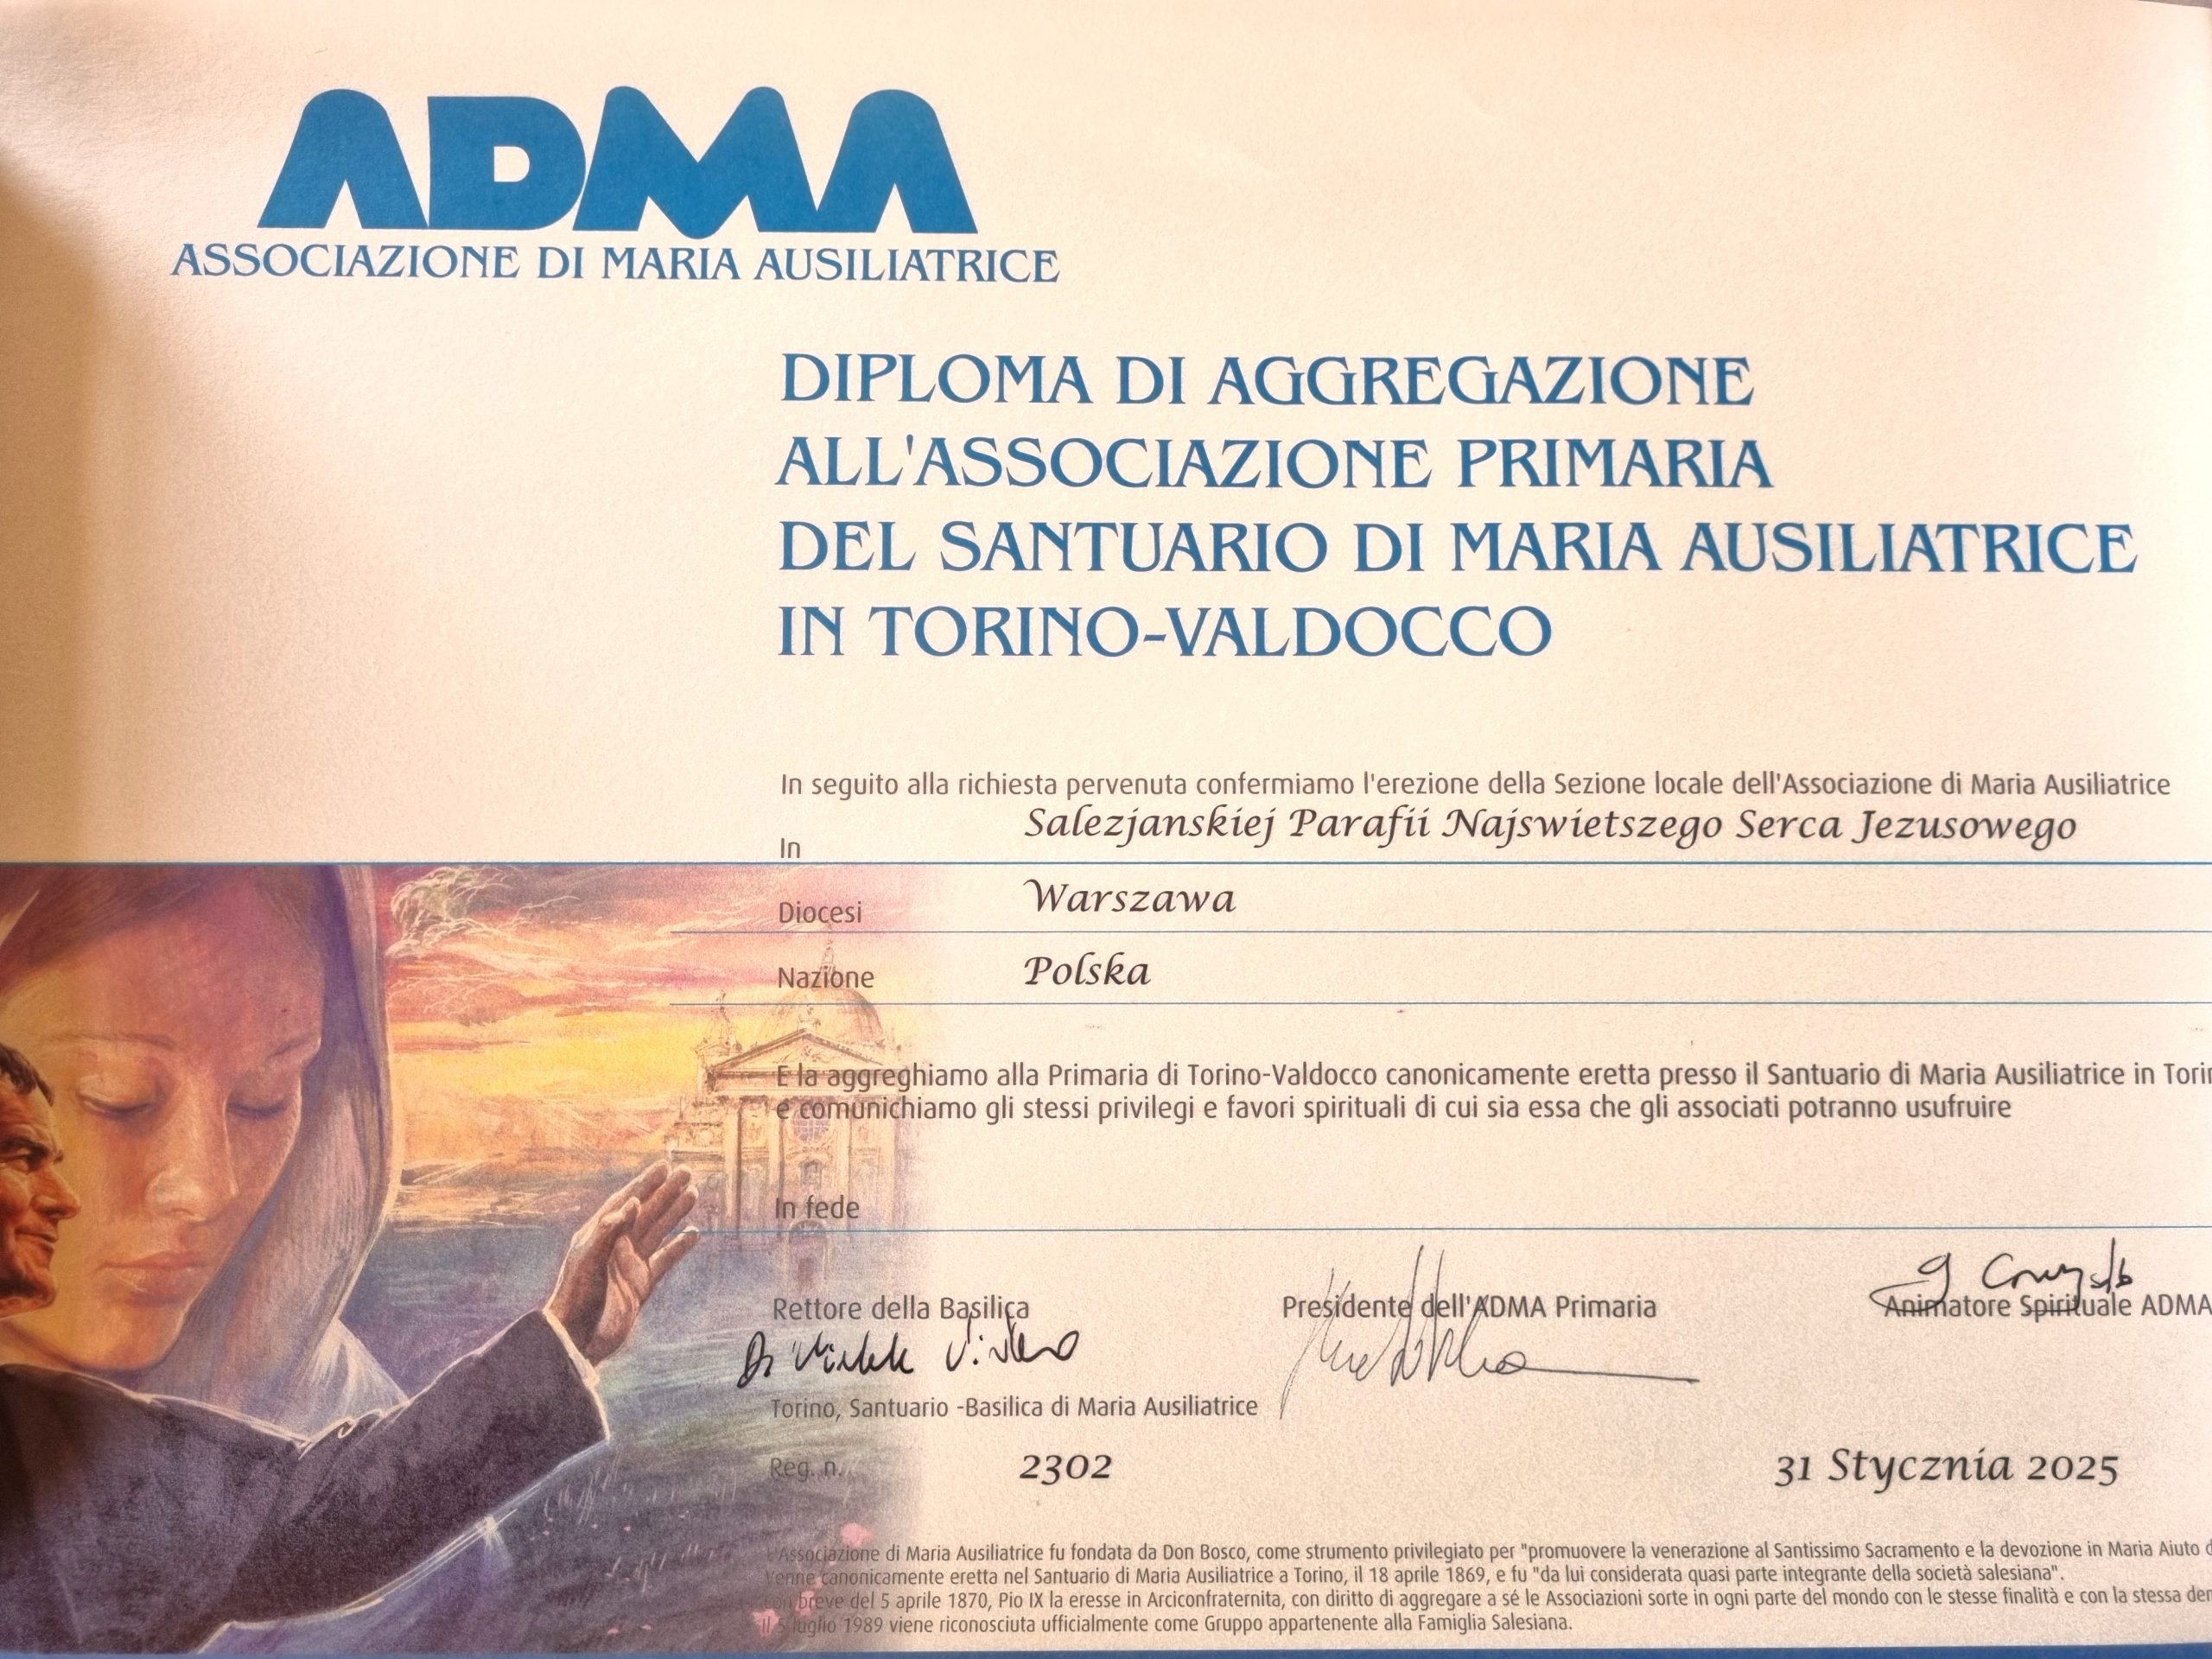 ADMA
ASSOCIAZIONE DI MARIA AUSILIATRICE
DIPLOMA DI AGGREGAZIONE
ALL'ASSOCIAZIONE PRIMARIA
DEL SANTUARIO DI MARIA AUSILIATRICE
IN TORINO-VALDOCCO
In seguito alla richiesta pervenuta confermiamo l'erezione della Sezione locale dell'Associazione di Maria Ausiliatrice
In Salezjanskiej Parafii Najswietszego Serca Jezusowego
Diocesi Warszawa
Nazione Polska
E la aggreghiamo alla Primaria di Torino-Valdocco canonicamente eretta presso il Santuario di Maria Ausiliatrice in
e comunichiamo gli stessi privilegi e favori spirituali di cui sia essa che gli associati potranno usufruire
In fede
Rettore della Basilica Presidente dell'ADMA Primaria Animatore Spirituale ADMA
Torino, Santuario -Basilica di Maria Ausiliatrice
Reg. n. 2302 31 Stycznia 2025
L'Associazione di Maria Ausiliatrice fu fondata da Don Bosco, come strumento privilegiato per "promuovere la venerazione al Santissimo Sacramento e la devozione in Maria Aiuto
Venne canonicamente eretta nel Santuario di Maria Ausiliatrice a Torino, il 18 aprile 1869, e fu "da lui considerata quasi parte integrante della società salesiana".
Con breve del 5 aprile 1870, Pio IX la eresse in Arciconfraternita, con diritto di aggregare a sé le Associazioni sorte in ogni parte del mondo con le stesse finalità e con la stessa
Il 5 luglio 1989 viene riconosciuta ufficialmente come Gruppo appartenente alla Famiglia Salesiana.